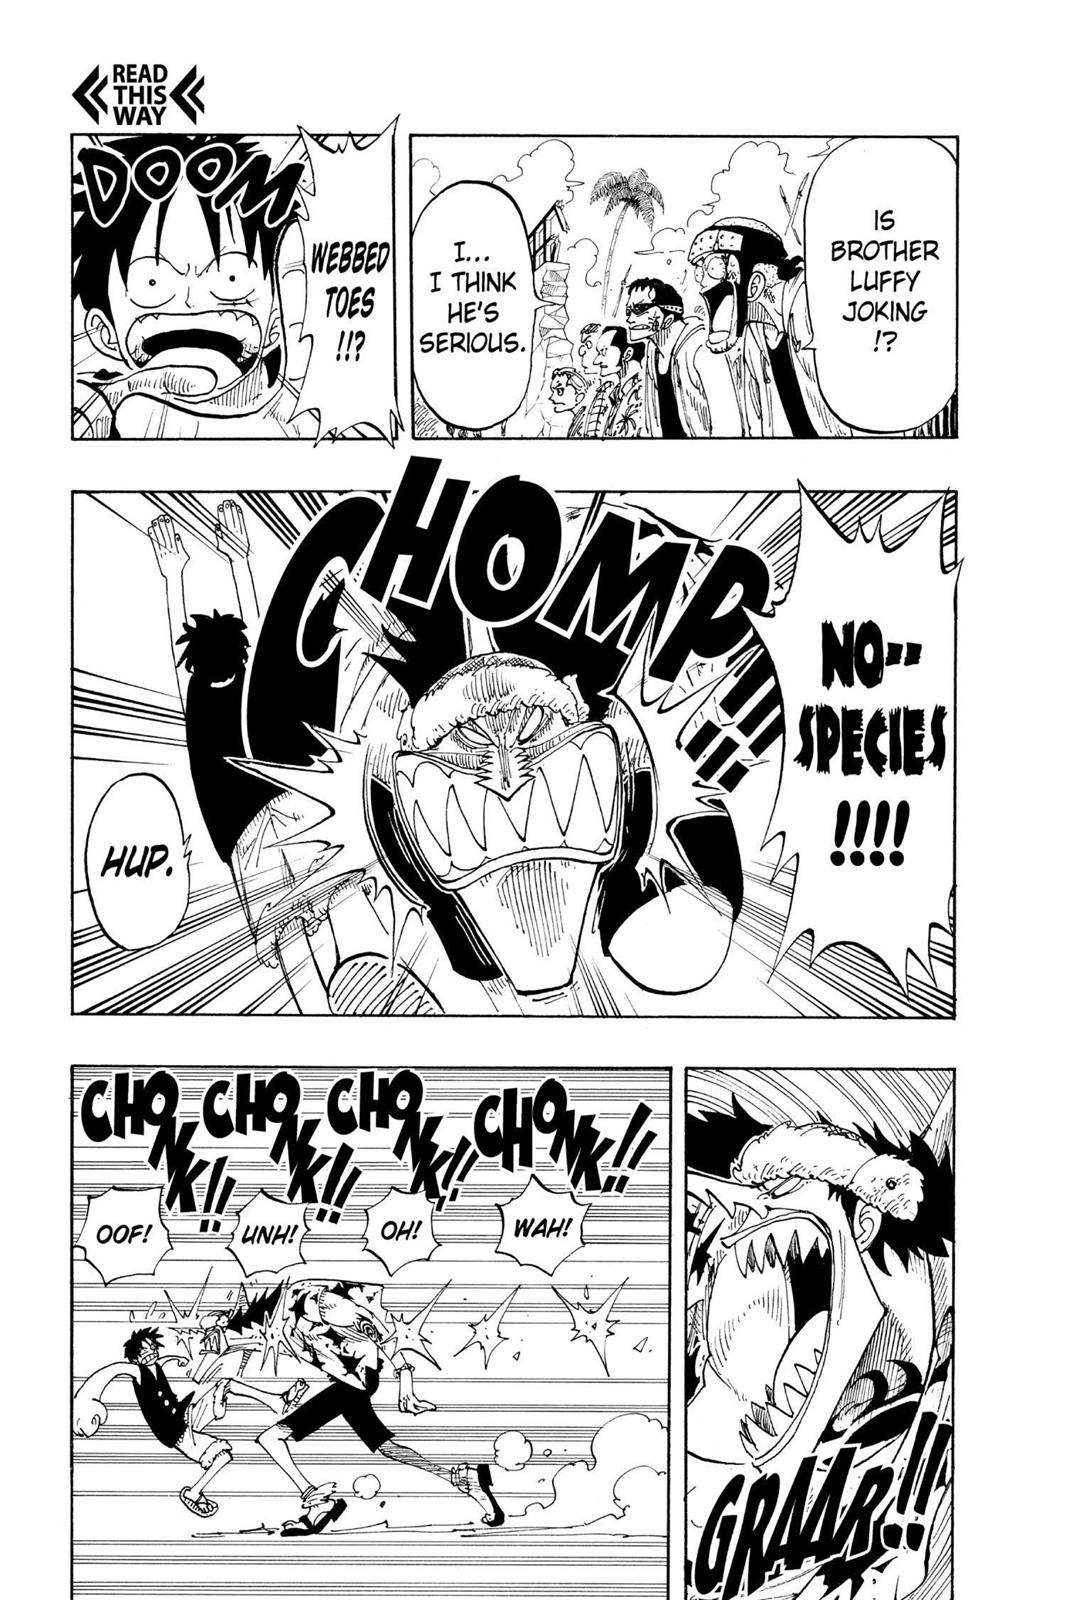 READ
THIS
WAY
IS
BROTHER
LUFFY
JOKING
!?
I...
I THINK
HE'S
SERIOUS.
WEBBED
TOES
!!?
DOOM
NO--
SPECIES
!!!!
CHOMP!!!
HUP.
GRAAR!!
CHONK!!
WAH!
CHONK!!
OH!
CHONK!!
UNH!
CHONK!!
OOF!